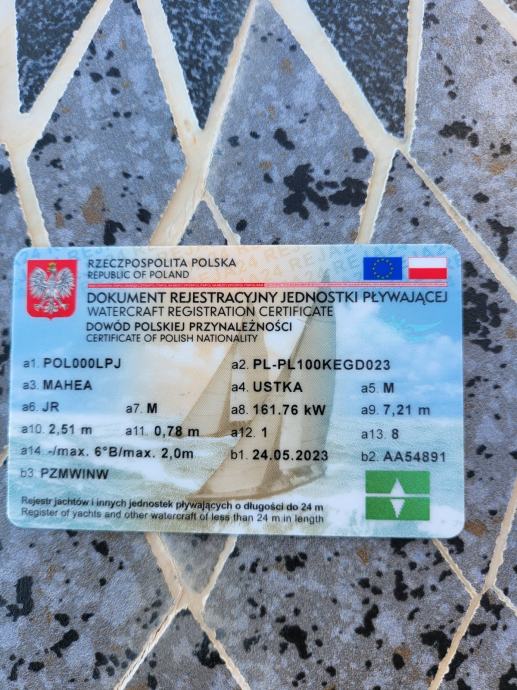 RZECZPOSPOLITA POLSKA
REPUBLIC OF POLAND
DOKUMENT REJESTRACYJNY JEDNOSTKI PŁYWAJĄCEJ
WATERCRAFT REGISTRATION CERTIFICATE
DOWÓD POLSKIEJ PRZYNALEŻNOŚCI
CERTIFICATE OF POLISH NATIONALITY
a1. POL000LPJ a2. PL-PL100KEGD023
a3. MAHEA a4. USTKA a5. M
a6. JR a7. M a8. 161.76 kW a9. 7,21 m
a10. 2,51 m a11. 0,78 m a12. 1 a13. 8
a14. -/max. 6°B/max. 2,0m b1. 24.05.2023 b2. AA54891
b3. PZMWINW
Rejestr jachtów i innych jednostek pływających o długości do 24 m
Register of yachts and other watercraft of less than 24 m in length